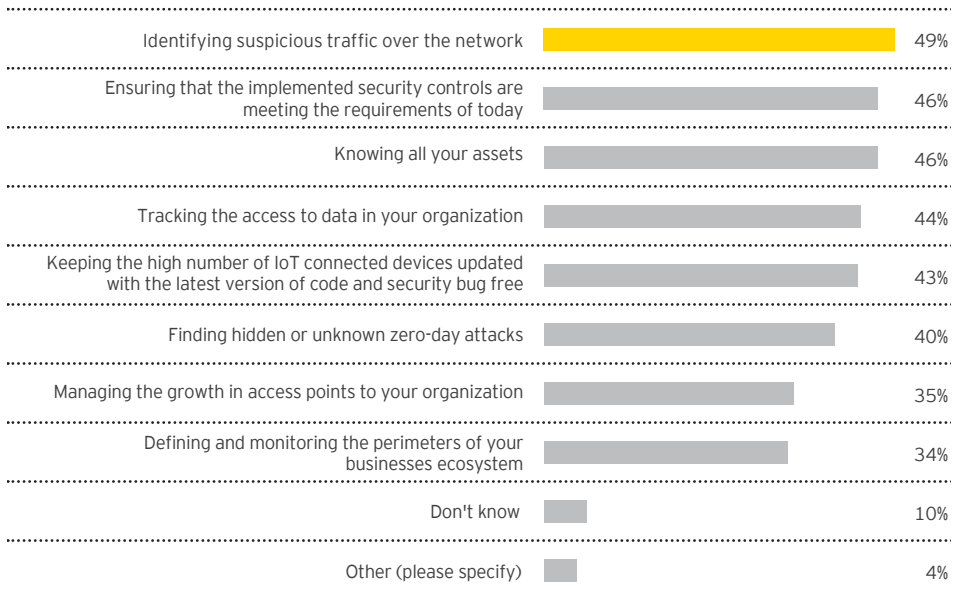 Identifying suspicious traffic over the network 49%
Ensuring that the implemented security controls are
meeting the requirements of today 46%
Knowing all your assets 46%
Tracking the access to data in your organization 44%
Keeping the high number of IoT connected devices updated
with the latest version of code and security bug free 43%
Finding hidden or unknown zero-day attacks 40%
Managing the growth in access points to your organization 35%
Defining and monitoring the perimeters of your
businesses ecosystem 34%
Don't know 10%
Other (please specify) 4%